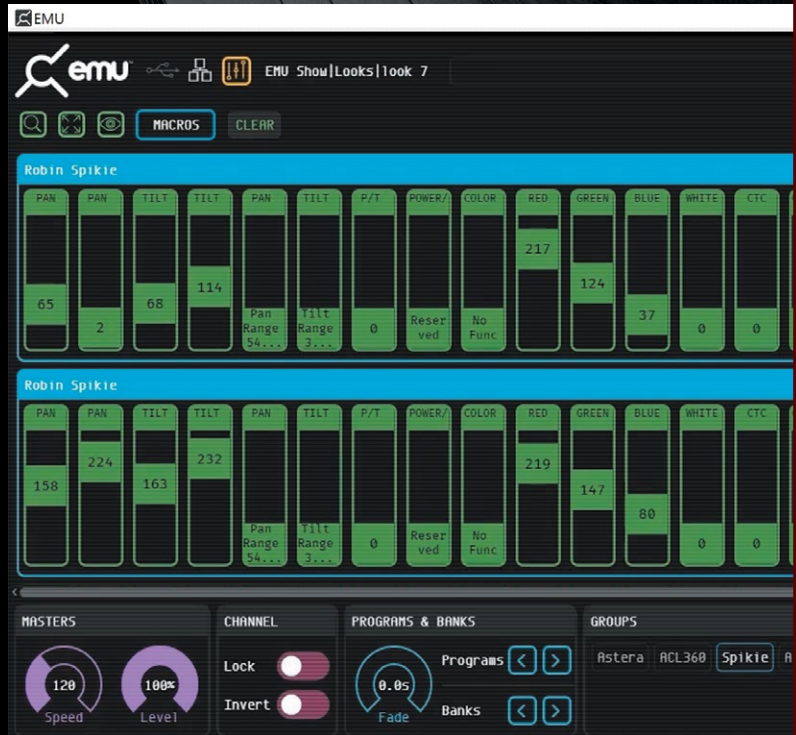 EMU
emu EMU Show|Looks|look 7
MACROS CLEAR
Robin Spikie
PAN PAN TILT TILT PAN TILT P/T POWER/ COLOR RED GREEN BLUE WHITE CTC
65 2 68 114 Pan Range 54... Tilt Range 3... 0 Reser ved No Func 217 124 37 0 0
Robin Spikie
PAN PAN TILT TILT PAN TILT P/T POWER/ COLOR RED GREEN BLUE WHITE CTC
158 224 163 232 Pan Range 54... Tilt Range 3... 0 Reser ved No Func 219 147 80 0 0
MASTERS CHANNEL PROGRAMS & BANKS GROUPS
120 100% Lock 0.0s Programs < > Astera ACL360 Spikie A
Speed Level Invert Fade Banks < >